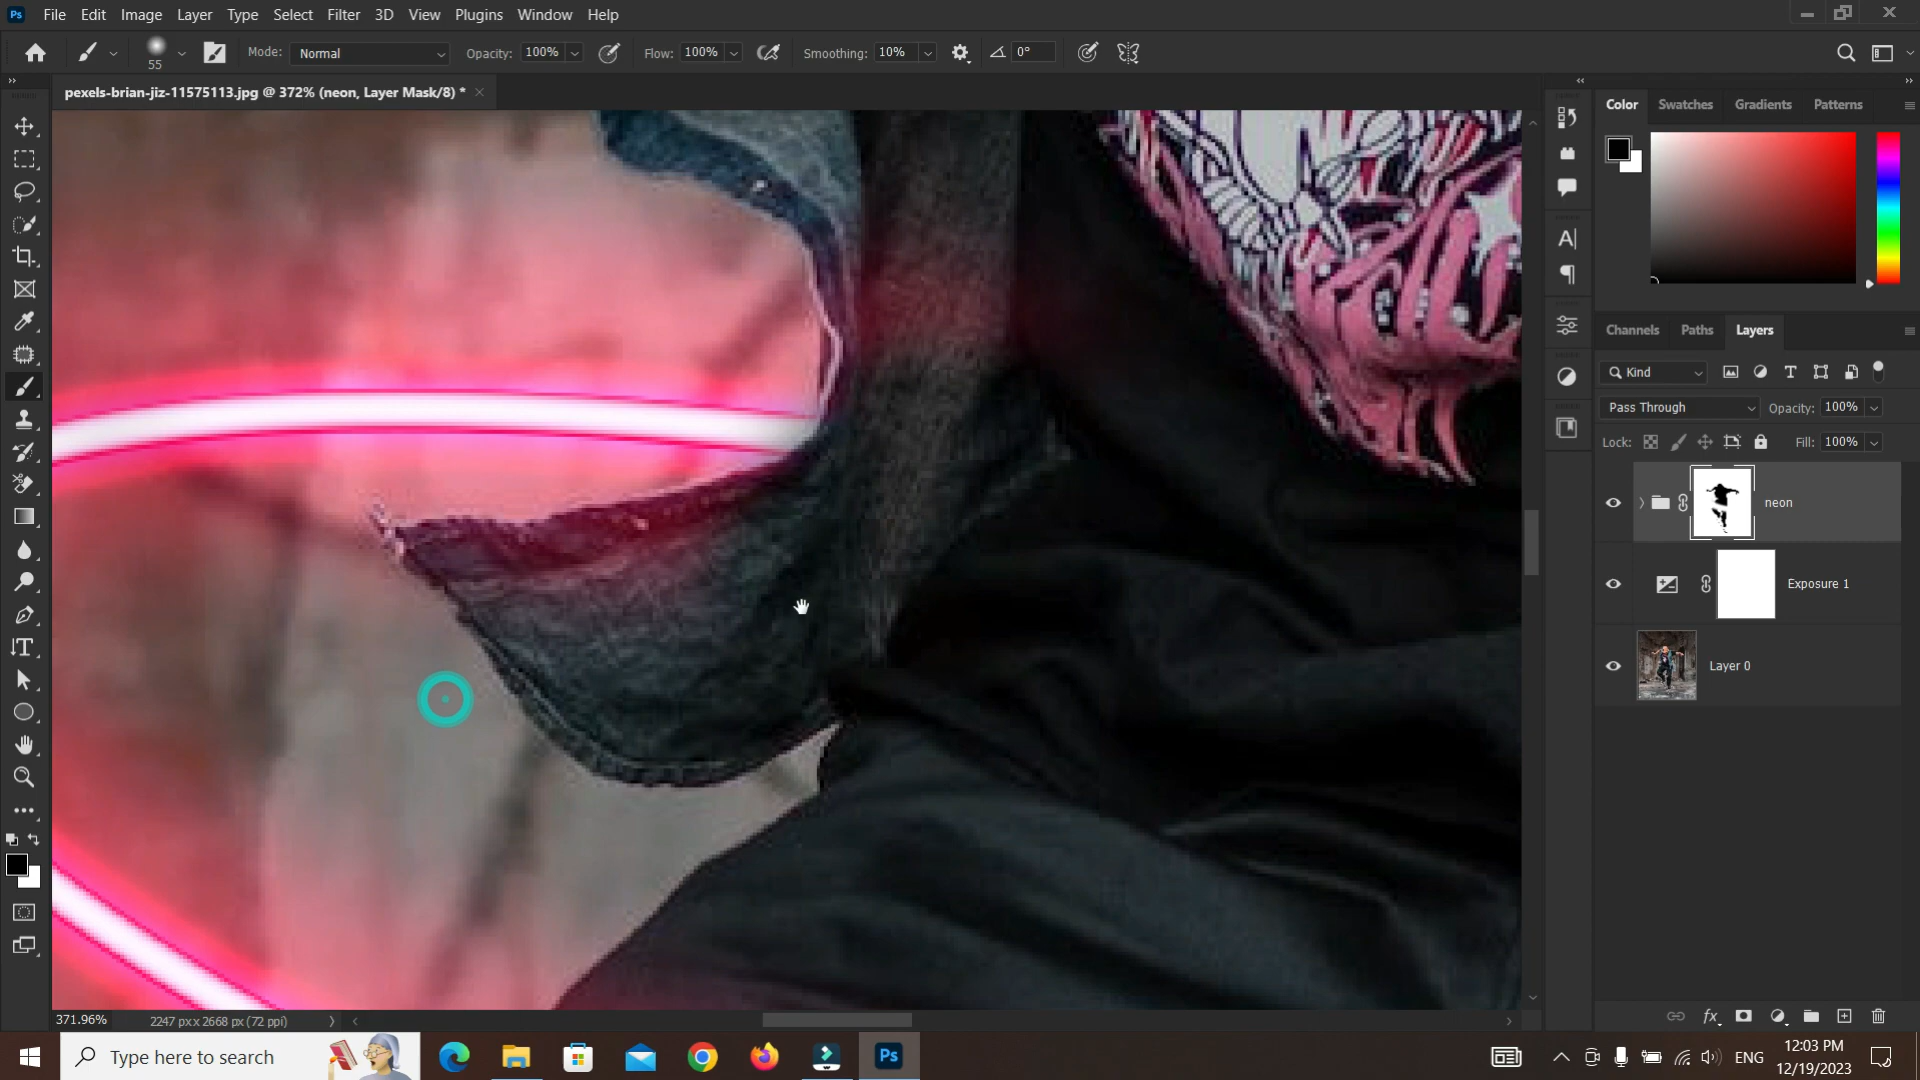 Ps File Edit Image Layer Type Select Filter 3D View Plugins Window Help
55 Mode: Normal Opacity: 100% Flow: 100% Smoothing: 10% 0°
pexels-brian-jiz-11575113.jpg @ 372% (neon, Layer Mask/8) *
Color Swatches Gradients Patterns
Channels Paths Layers
Kind
Pass Through Opacity: 100%
Lock: Fill: 100%
neon
Exposure 1
Layer 0
371.96% 2247 px x 2668 px (72 ppi)
Type here to search
Ps
ENG
12:03 PM
12/19/2023